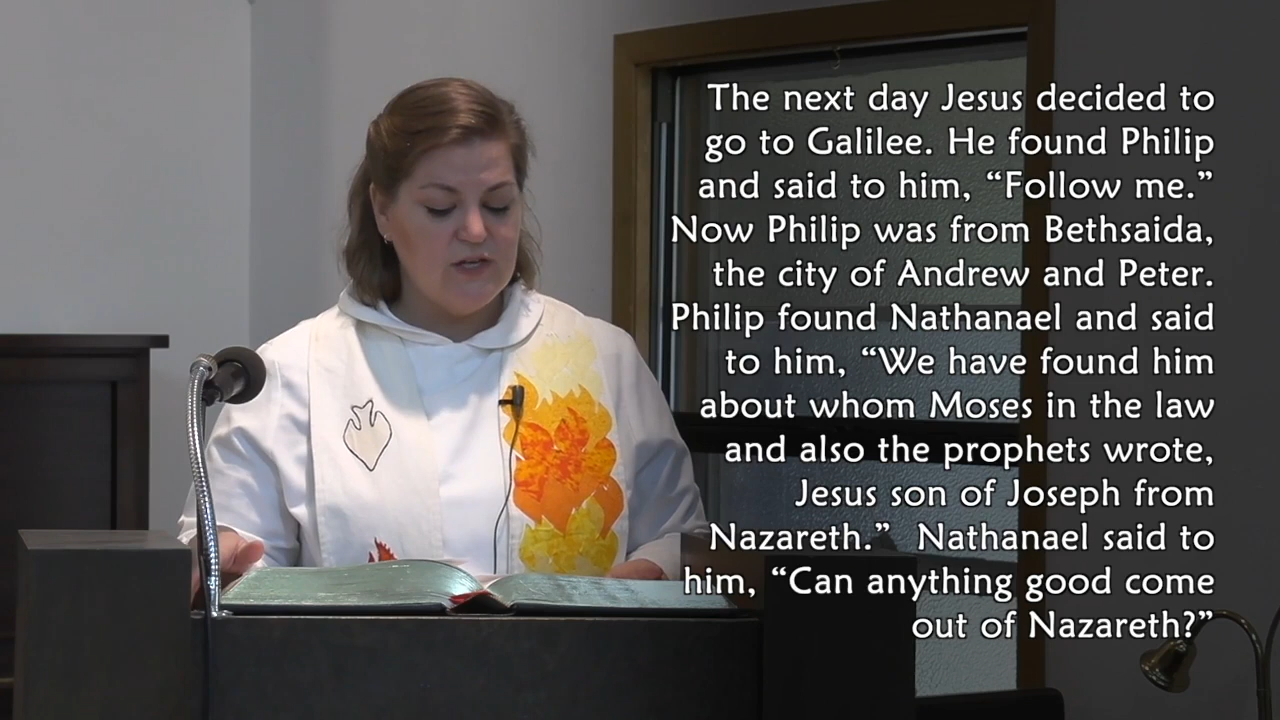 The next day Jesus decided to
go to Galilee. He found Philip
and said to him, “Follow me.”
Now Philip was from Bethsaida,
the city of Andrew and Peter.
Philip found Nathanael and said
to him, “We have found him
about whom Moses in the law
and also the prophets wrote,
Jesus son of Joseph from
Nazareth.”  Nathanael said to
him, “Can anything good come
out of Nazareth?”